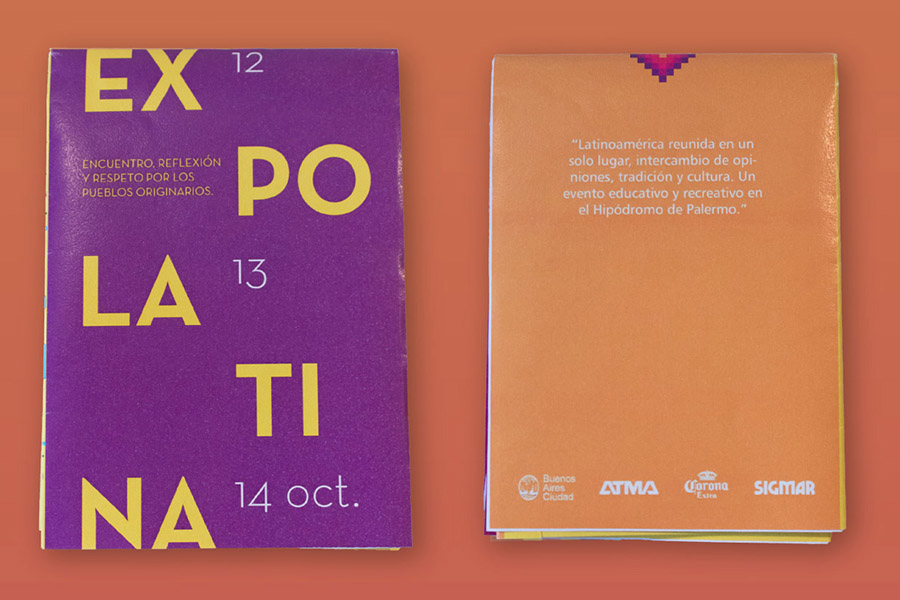 EX
12
ENCUENTRO, REFLEXIÓN
Y RESPETO POR LOS
PUEBLOS ORIGINARIOS.
PO
LA
13
TI
NA
14 oct.
“Latinoamérica reunida en un
solo lugar, intercambio de opi-
niones, tradición y cultura. Un
evento educativo y recreativo en
el Hipódromo de Palermo.”
Buenos
Aires
Ciudad
ATMA
Corona
Extra
SIGMAR